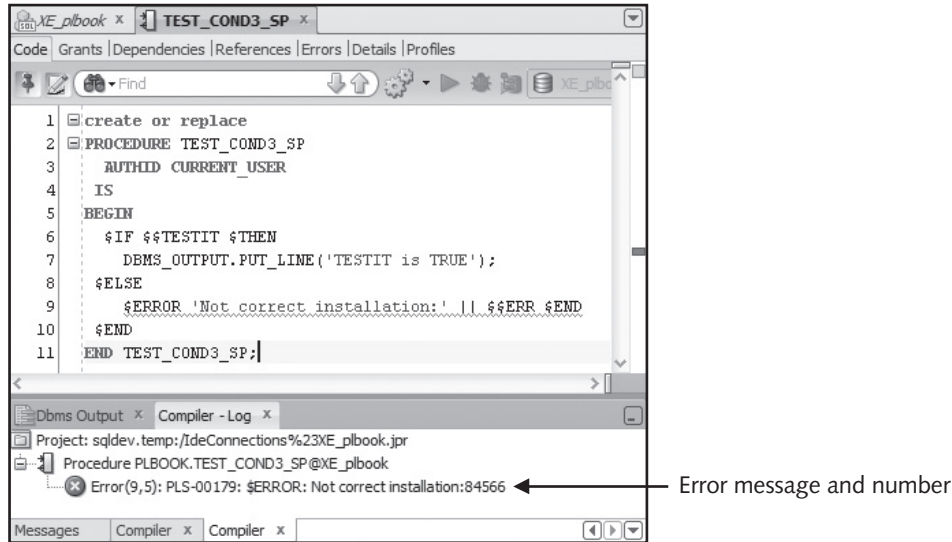 XE_plbook x TEST_COND3_SP x
Code Grants |Dependencies |References |Errors |Details |Profiles
Find XE_plbo
1 create or replace
2 PROCEDURE TEST_COND3_SP
3 AUTHID CURRENT_USER
4 IS
5 BEGIN
6 $IF $$TESTIT $THEN
7 DBMS_OUTPUT.PUT_LINE('TESTIT is TRUE');
8 $ELSE
9 $ERROR 'Not correct installation:' || $$ERR $END
10 $END
11 END TEST_COND3_SP;
Dbms Output x Compiler - Log x
Project: sqldev.temp:/IdeConnections%23XE_plbook.jpr
Procedure PLBOOK.TEST_COND3_SP@XE_plbook
Error(9,5): PLS-00179: $ERROR: Not correct installation:84566
Error message and number
Messages Compiler x Compiler x